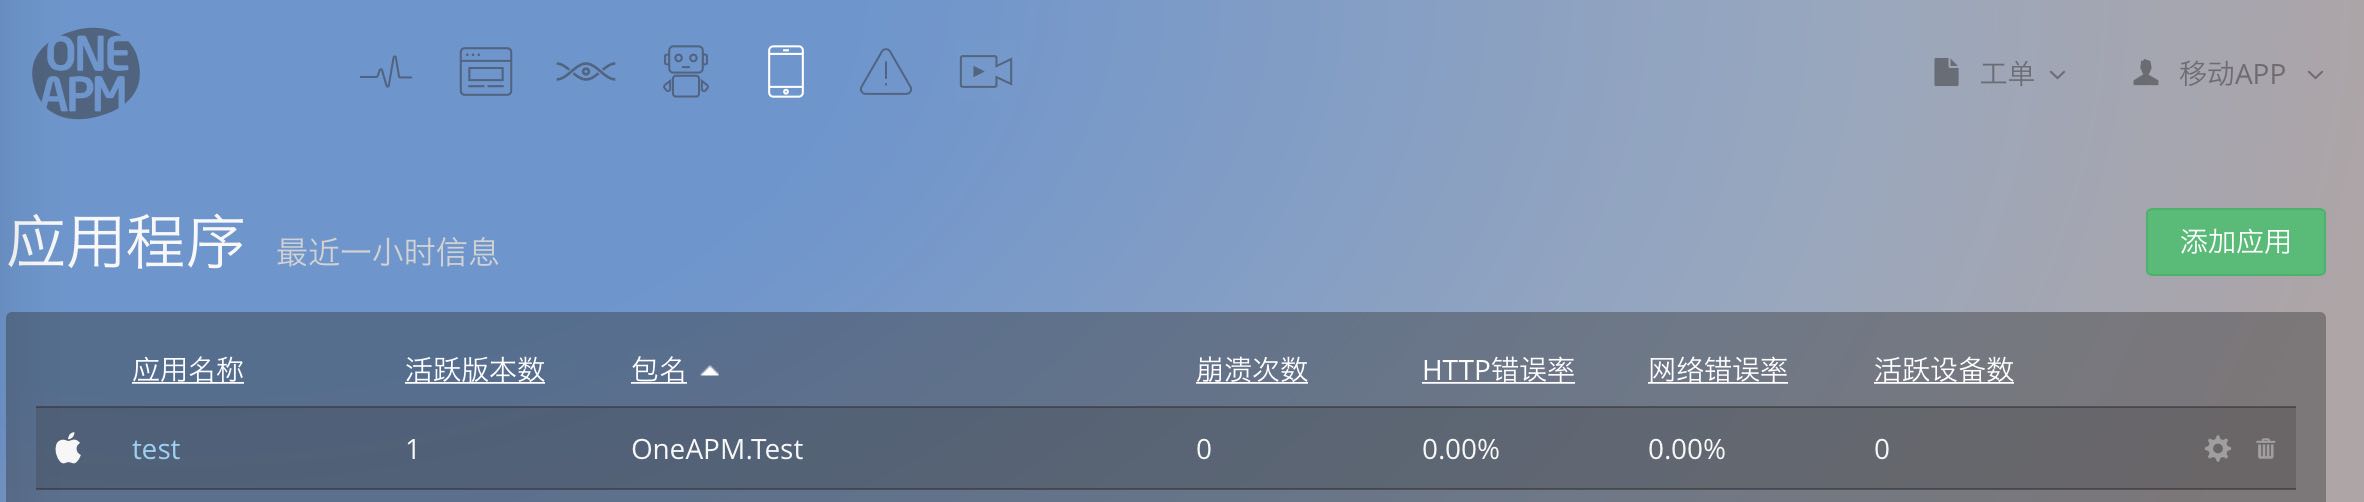 ONE
APM
工单
移动APP
应用程序 最近一小时信息
添加应用
应用名称 活跃版本数 包名 崩溃次数 HTTP错误率 网络错误率 活跃设备数
test 1 OneAPM.Test 0 0.00% 0.00% 0